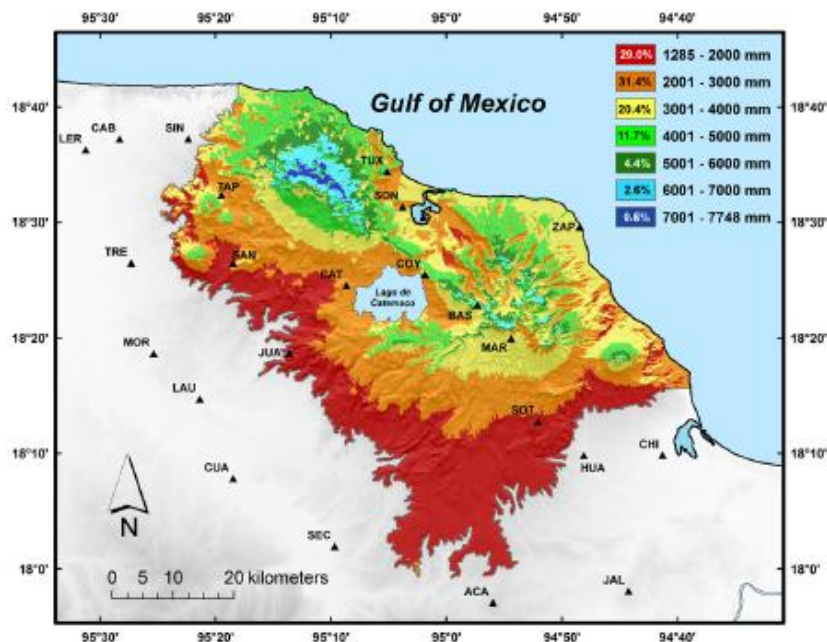 95°30' 95°20' 95°10' 95°0' 94°50' 94°40'
29.0% 1285 - 2000 mm
31.4% 2001 - 3000 mm
20.4% 3001 - 4000 mm
11.7% 4001 - 5000 mm
4.4% 5001 - 6000 mm
2.6% 6001 - 7000 mm
7001 - 7748 mm
Gulf of Mexico
18°40' 18°40'
LER CAB SIN
TUX
TAP SON
18°30' 18°30'
ZAP
TRE SAN COY
CAT
Lago de
Catemaco
BAS
18°20' 18°20'
MOR JUA MAR
LAU
SOT
18°10' 18°10'
CHI
HUA
CUA
N
SEC
18°0' 18°0'
0 5 10 20 kilometers
ACA JAL
95°30' 95°20' 95°10' 95°0' 94°50' 94°40'